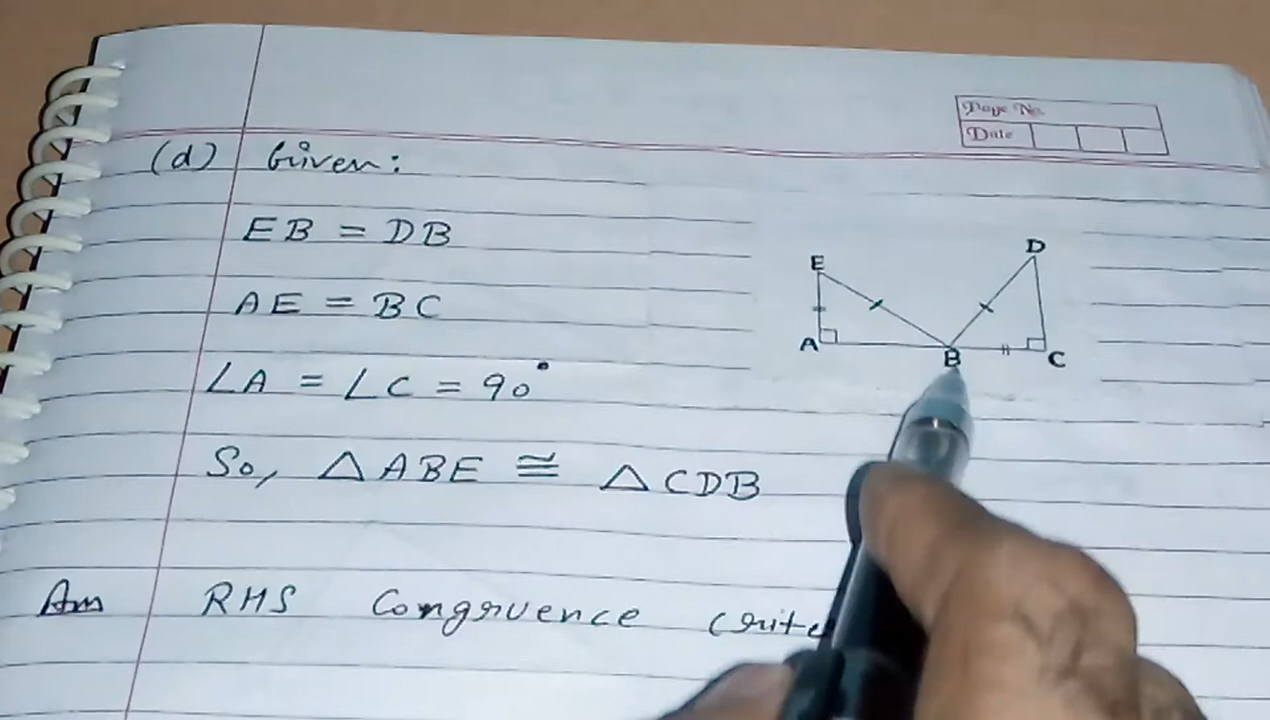 Page No.
Date
(d) Given:
EB = DB
AE = BC
∠A = ∠C = 90°
So, △ABE ≅ △CDB
Ans RHS Congruence
E
D
A
B
C